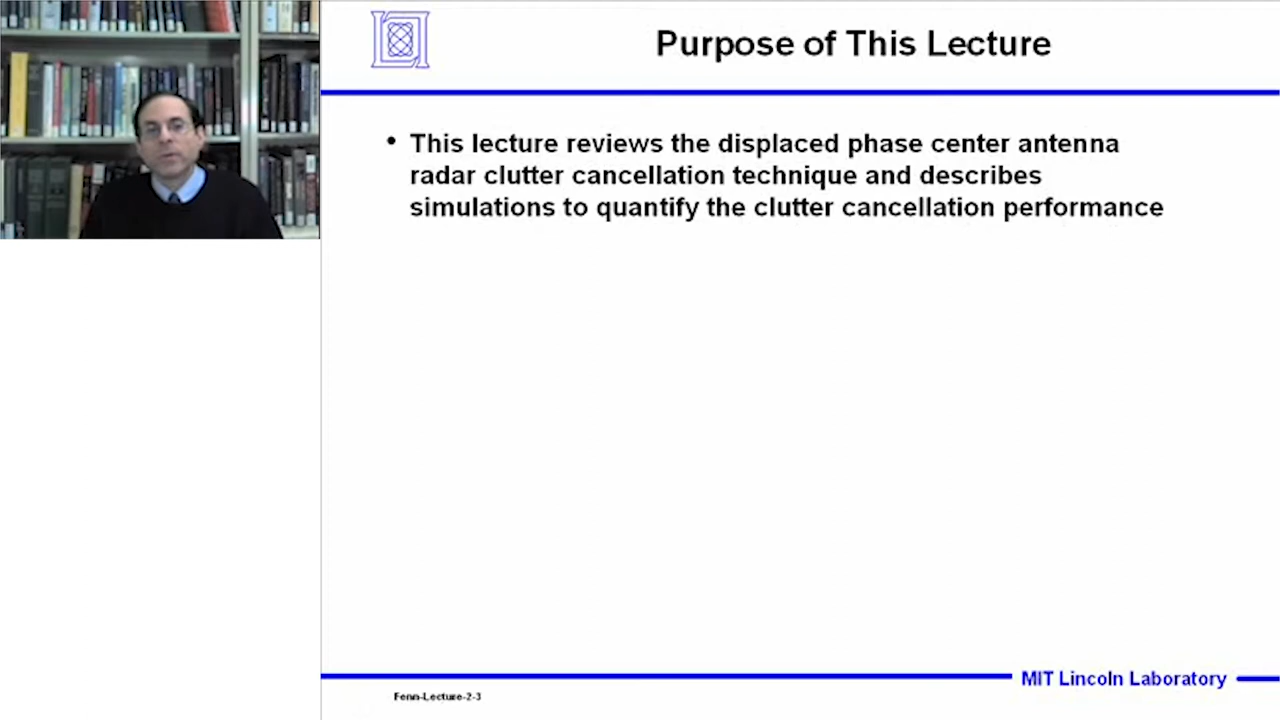 Purpose of This Lecture
• This lecture reviews the displaced phase center antenna
radar clutter cancellation technique and describes
simulations to quantify the clutter cancellation performance
MIT Lincoln Laboratory
Fenn-Lecture-2-3